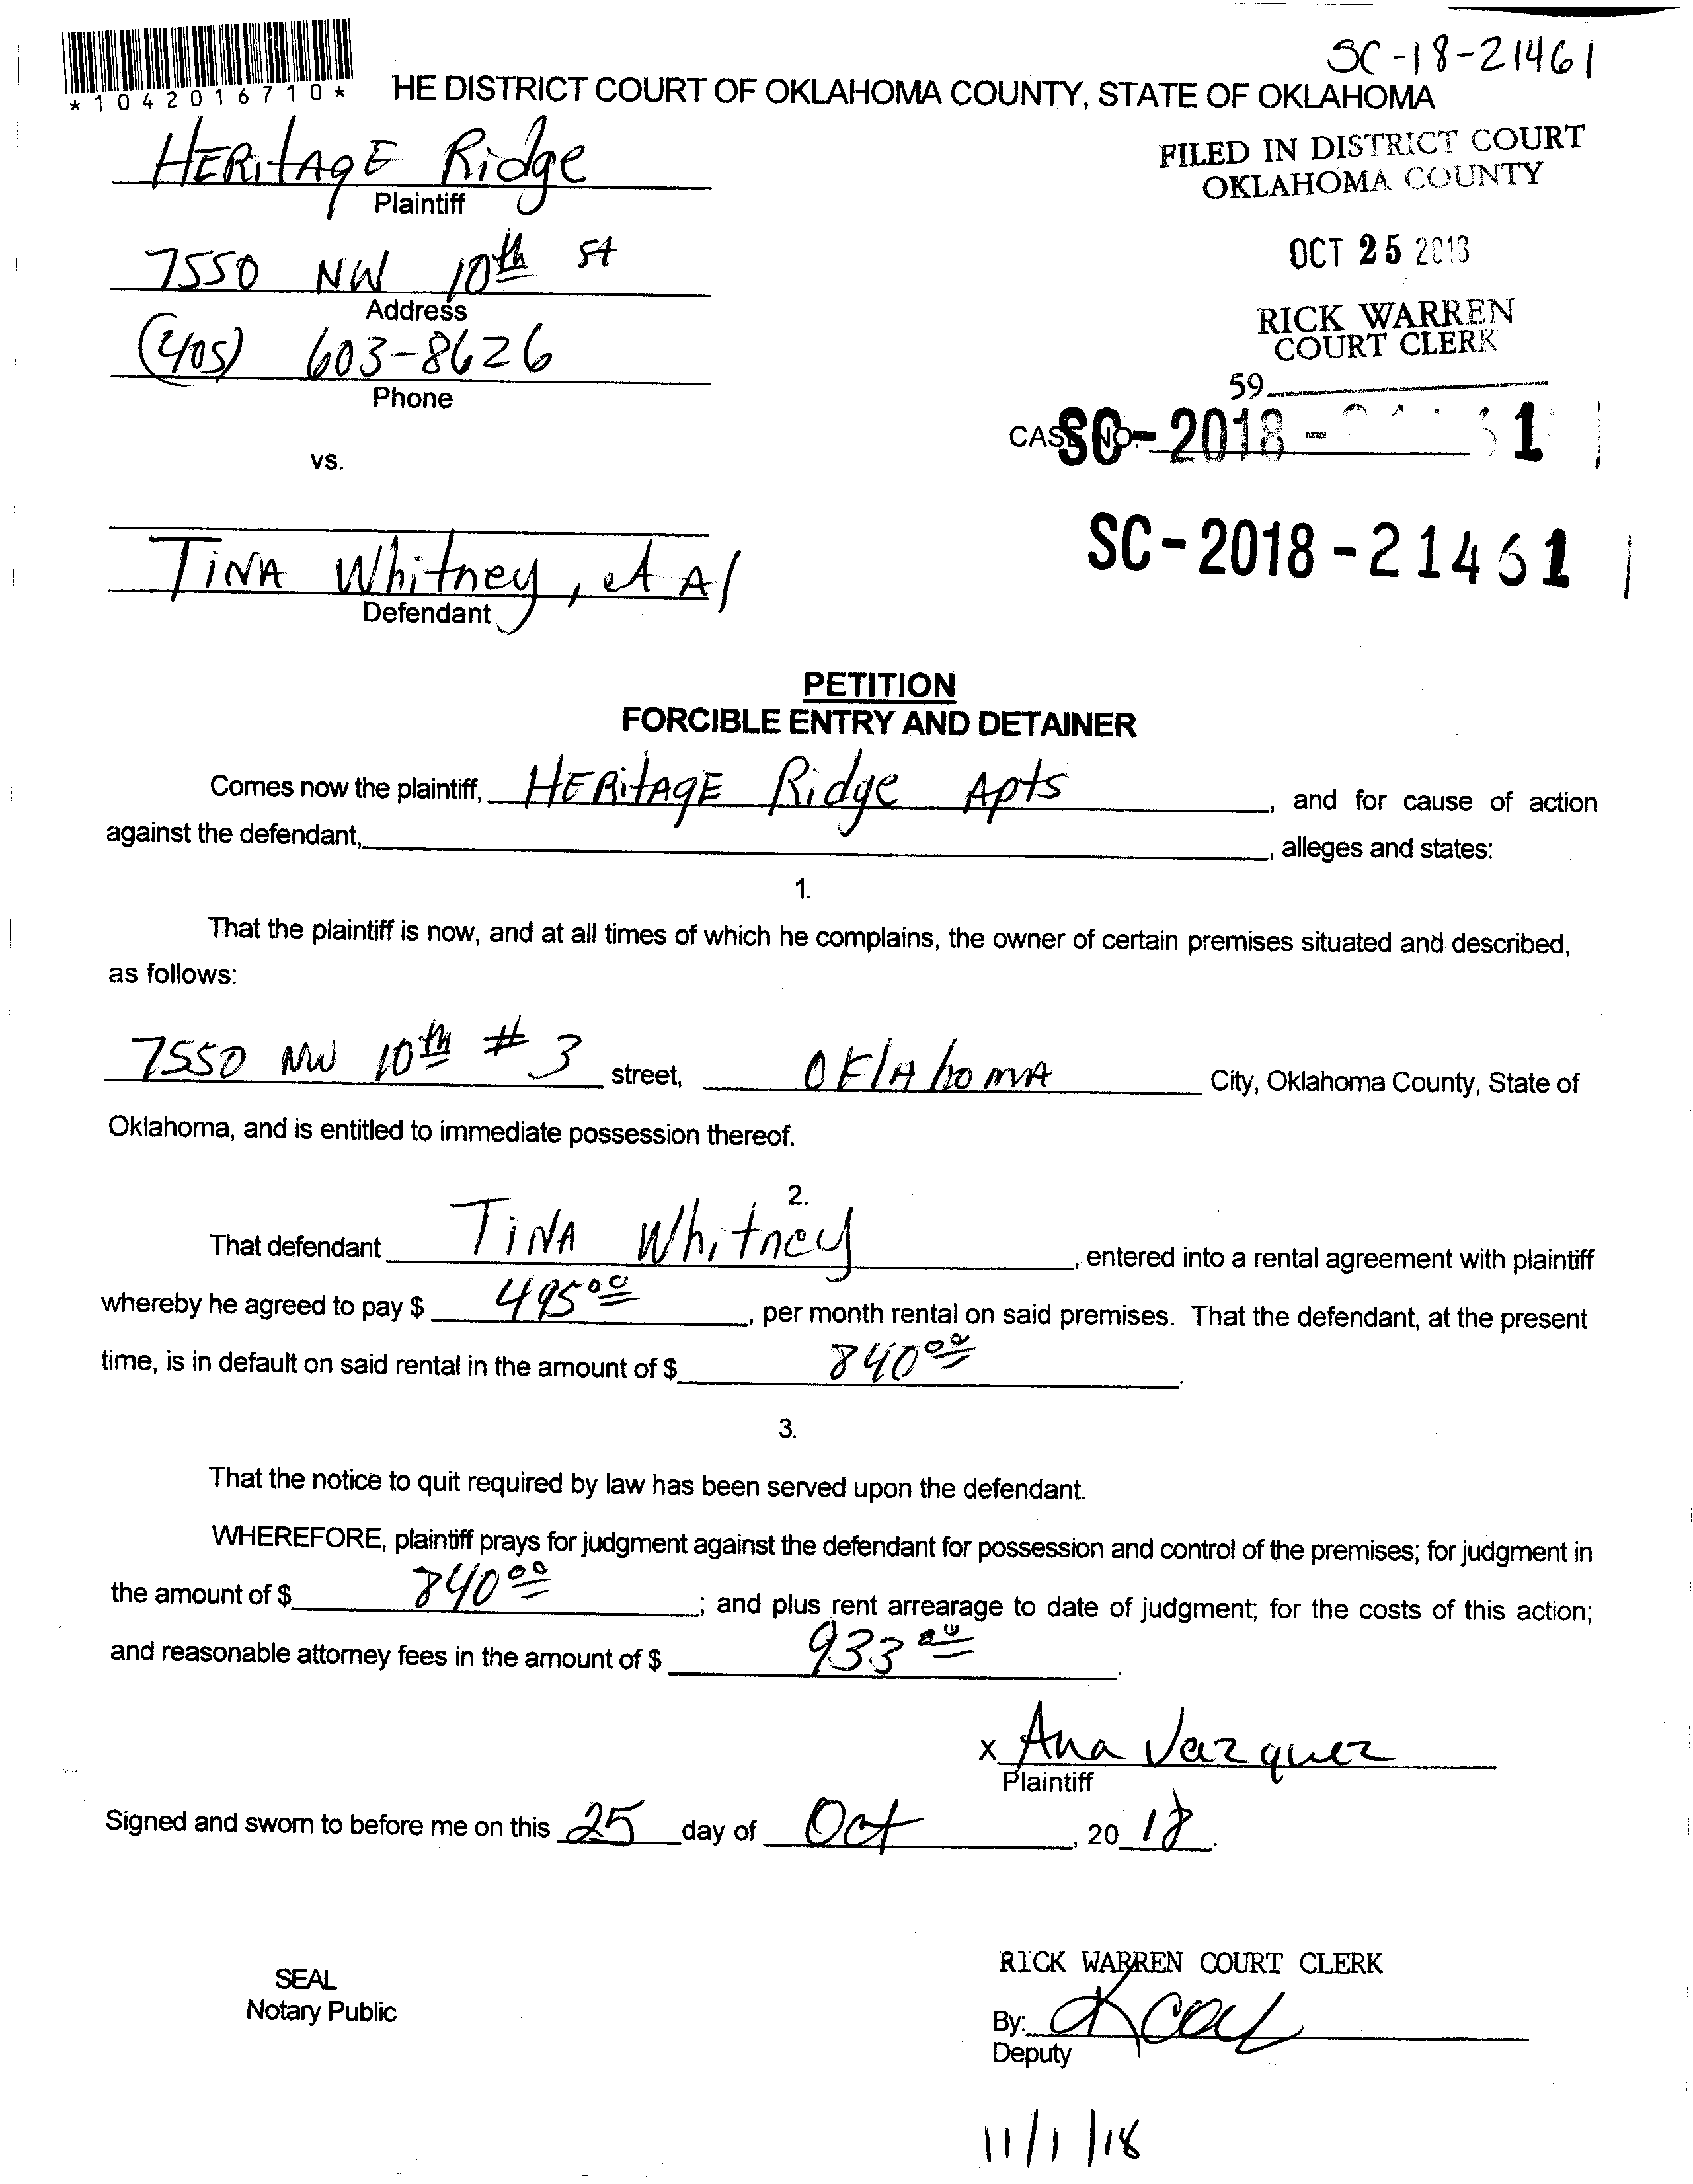 SC-18-21461
*1042016710*
HE DISTRICT COURT OF OKLAHOMA COUNTY, STATE OF OKLAHOMA
HERitAgE Ridge
Plaintiff
FILED IN DISTRICT COURT
OKLAHOMA COUNTY
7550 NW 10th St
Address
OCT 25 2018
(405) 603-8626
Phone
RICK WARREN
COURT CLERK
59
CASE NO. SC-2018- 1
vs.
SC-2018-21461
TiNA Whitney, et Al
Defendant
PETITION
FORCIBLE ENTRY AND DETAINER
Comes now the plaintiff, HERitAgE Ridge Apts, and for cause of action
against the defendant, , alleges and states:
1.
That the plaintiff is now, and at all times of which he complains, the owner of certain premises situated and described,
as follows:
7550 NW 10th # 3 street, OKlAhomA City, Oklahoma County, State of
Oklahoma, and is entitled to immediate possession thereof.
2.
That defendant TiNA Whitney, entered into a rental agreement with plaintiff
whereby he agreed to pay $ 495 00, per month rental on said premises. That the defendant, at the present
time, is in default on said rental in the amount of $ 840 00.
3.
That the notice to quit required by law has been served upon the defendant.
WHEREFORE, plaintiff prays for judgment against the defendant for possession and control of the premises; for judgment in
the amount of $ 840 00; and plus rent arrearage to date of judgment; for the costs of this action;
and reasonable attorney fees in the amount of $ 933 00.
x Ana Vazquez
Plaintiff
Signed and sworn to before me on this 25 day of Oct, 20 18.
RICK WARREN COURT CLERK
SEAL
Notary Public
By:
Deputy
11/1/18